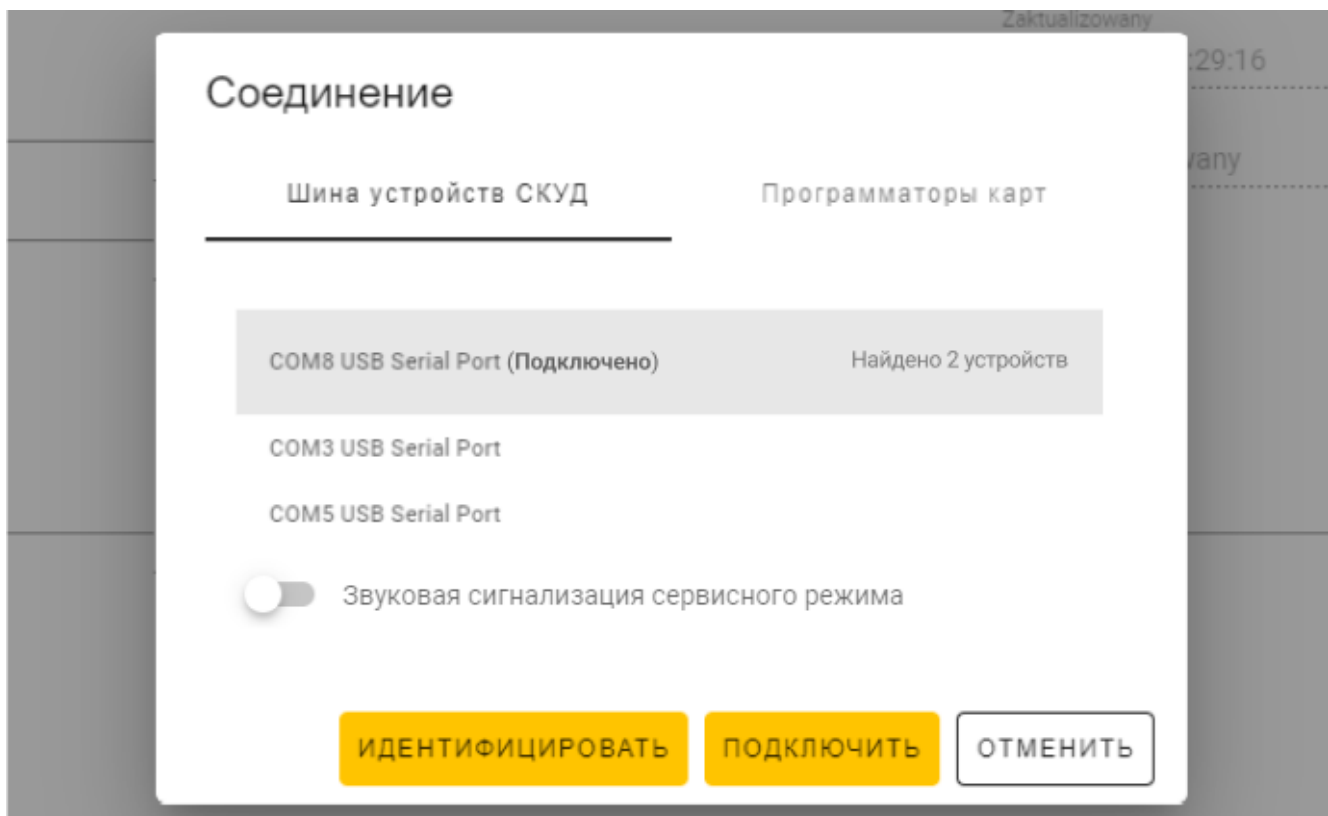 Zaktualizowany
:29:16
Соединение
Шина устройств СКУД Программаторы карт
COM8 USB Serial Port (Подключено) Найдено 2 устройств
COM3 USB Serial Port
COM5 USB Serial Port
Звуковая сигнализация сервисного режима
ИДЕНТИФИЦИРОВАТЬ ПОДКЛЮЧИТЬ ОТМЕНИТЬ